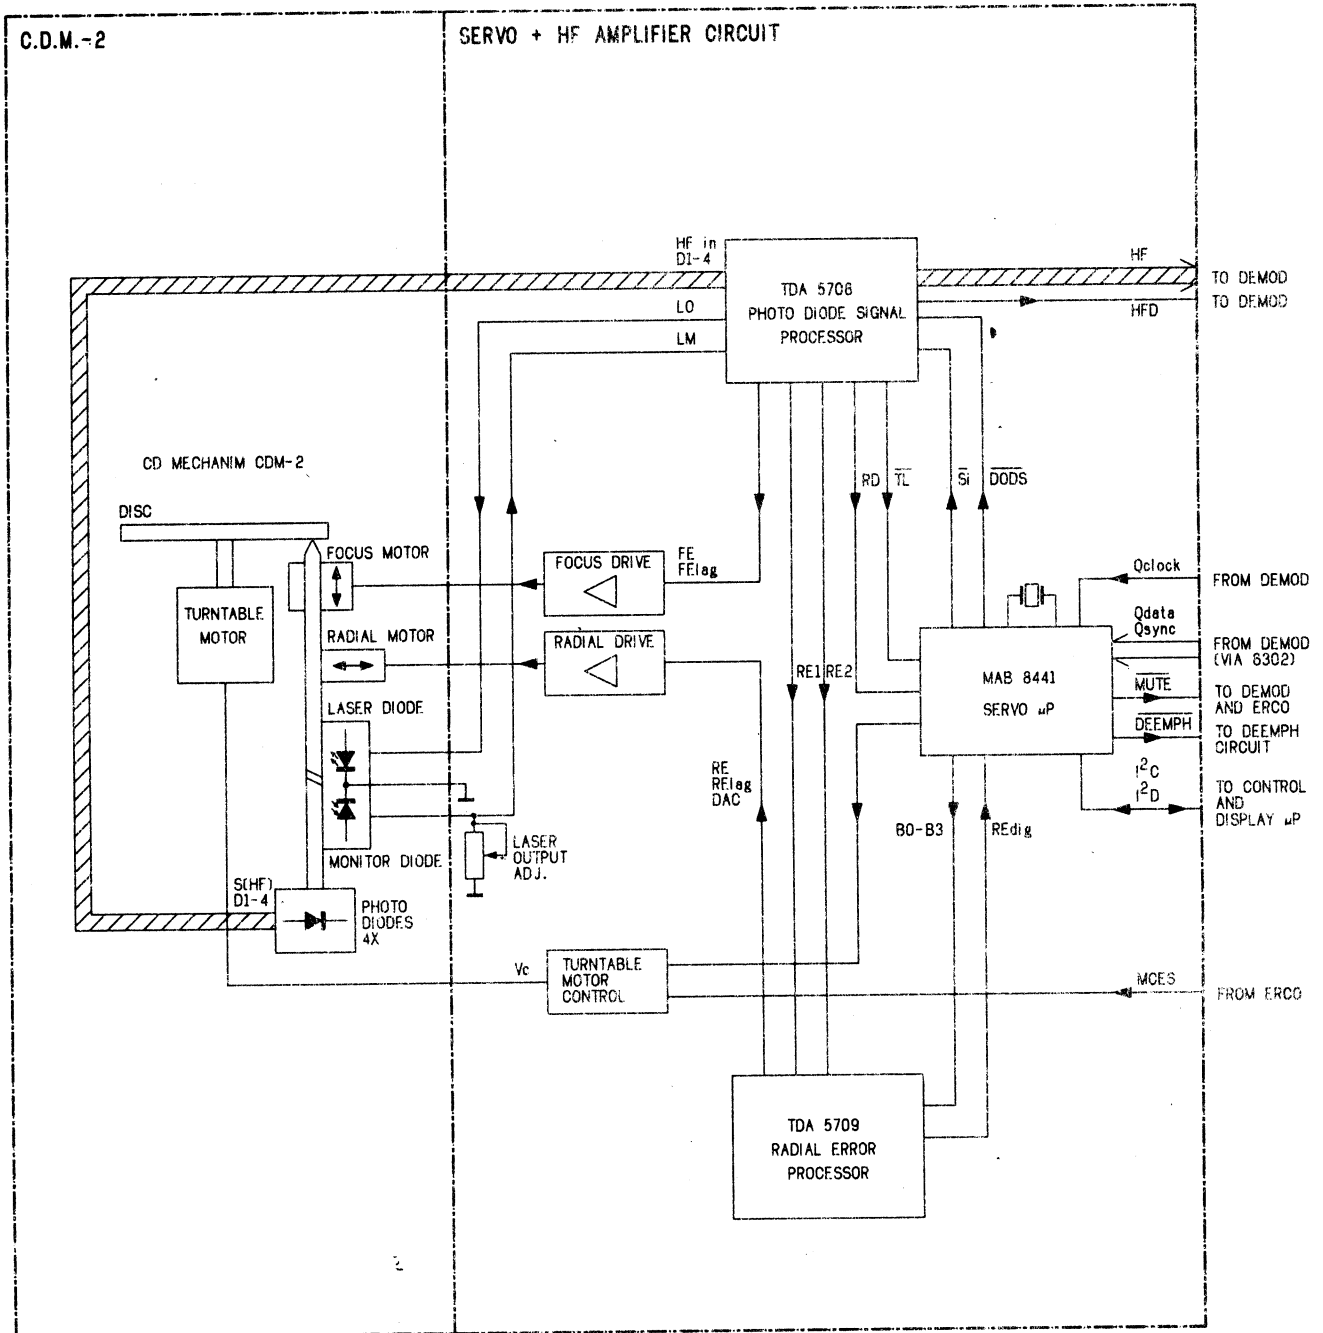 C.D.M.-2
SERVO + HF AMPLIFIER CIRCUIT
HF in
D1-4
HF
TO DEMOD
TDA 5708
PHOTO DIODE SIGNAL
PROCESSOR
HFD
TO DEMOD
LO
LM
CD MECHANIM CDM-2
RD
TL
Si
DODS
DISC
FOCUS MOTOR
FOCUS DRIVE
FE
FElag
Qclock
FROM DEMOD
TURNTABLE
MOTOR
Qdata
Qsync
FROM DEMOD
(VIA 6302)
RADIAL MOTOR
RADIAL DRIVE
RE1
RE2
MAB 8441
SERVO µP
MUTE
TO DEMOD
AND ERCO
LASER DIODE
DEEMPH
TO DEEMPH
CIRCUIT
RE
RElag
DAC
I²C
I²D
TO CONTROL
AND
DISPLAY µP
B0-B3
REdig
LASER
OUTPUT
ADJ.
MONITOR DIODE
S(HF)
D1-4
PHOTO
DIODES
4X
Vc
TURNTABLE
MOTOR
CONTROL
MCES
FROM ERCO
TDA 5709
RADIAL ERROR
PROCESSOR